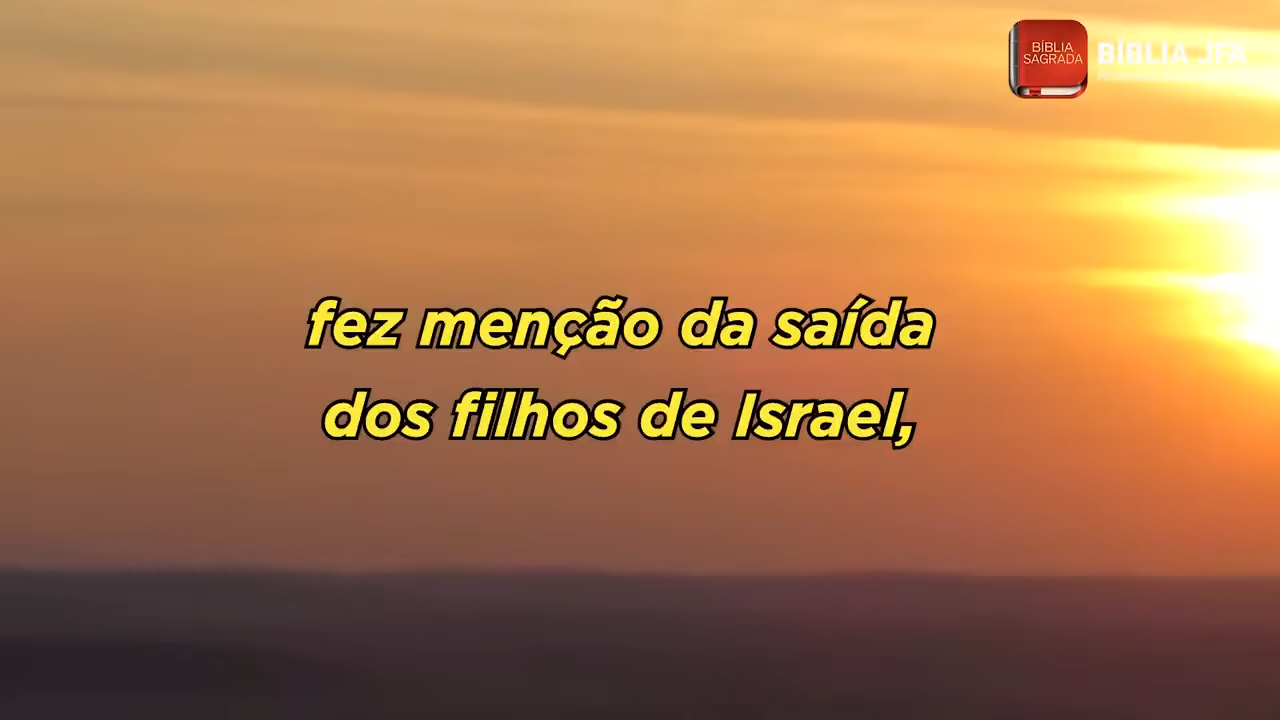 BÍBLIA
SAGRADA
BÍBLIA JFA
fez menção da saída
dos filhos de Israel,